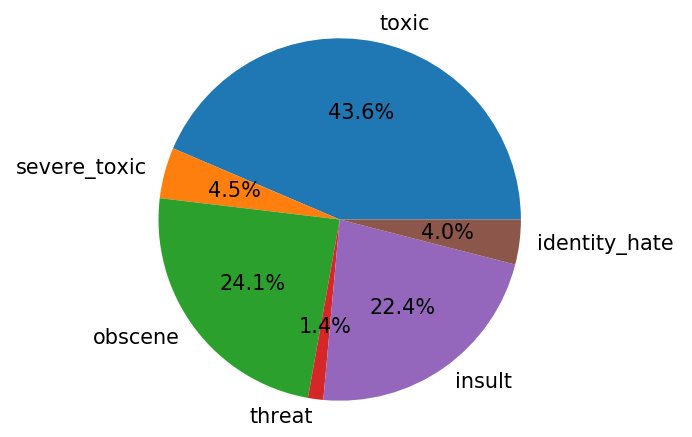 toxic
43.6%
severe_toxic
4.5%
4.0%
identity_hate
24.1%
22.4%
1.4%
obscene
insult
threat